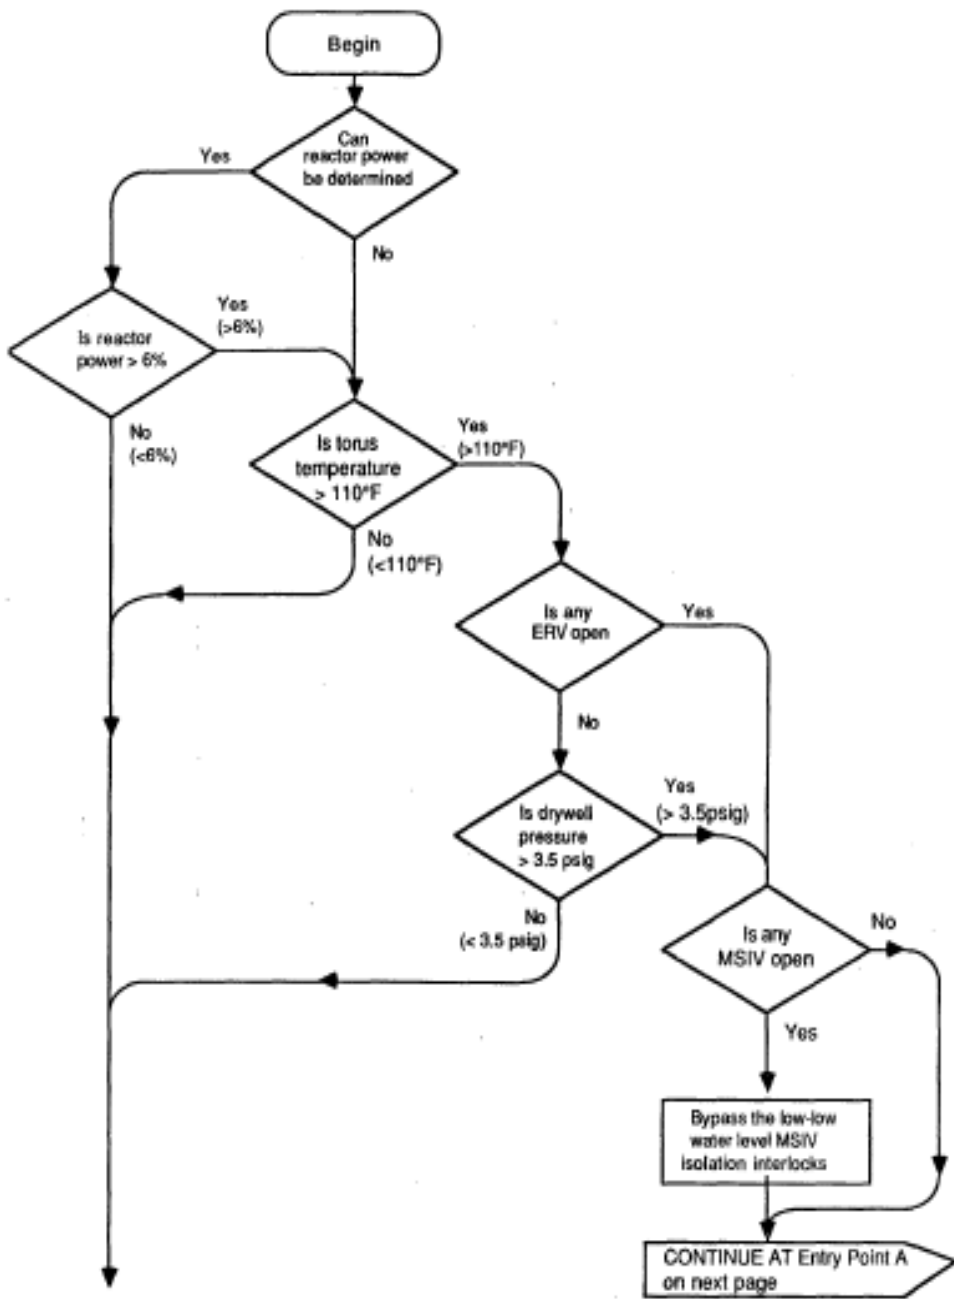 Begin
Can
reactor power
be determined
Yes
No
Is reactor
power > 6%
Yes
(>6%)
No
(<6%)
Is torus
temperature
> 110°F
Yes
(>110°F)
No
(<110°F)
Is any
ERV open
Yes
No
Is drywell
pressure
> 3.5 psig
Yes
(> 3.5psig)
No
(< 3.5 psig)
Is any
MSIV open
No
Yes
Bypass the low-low
water level MSIV
isolation interlocks
CONTINUE AT Entry Point A
on next page